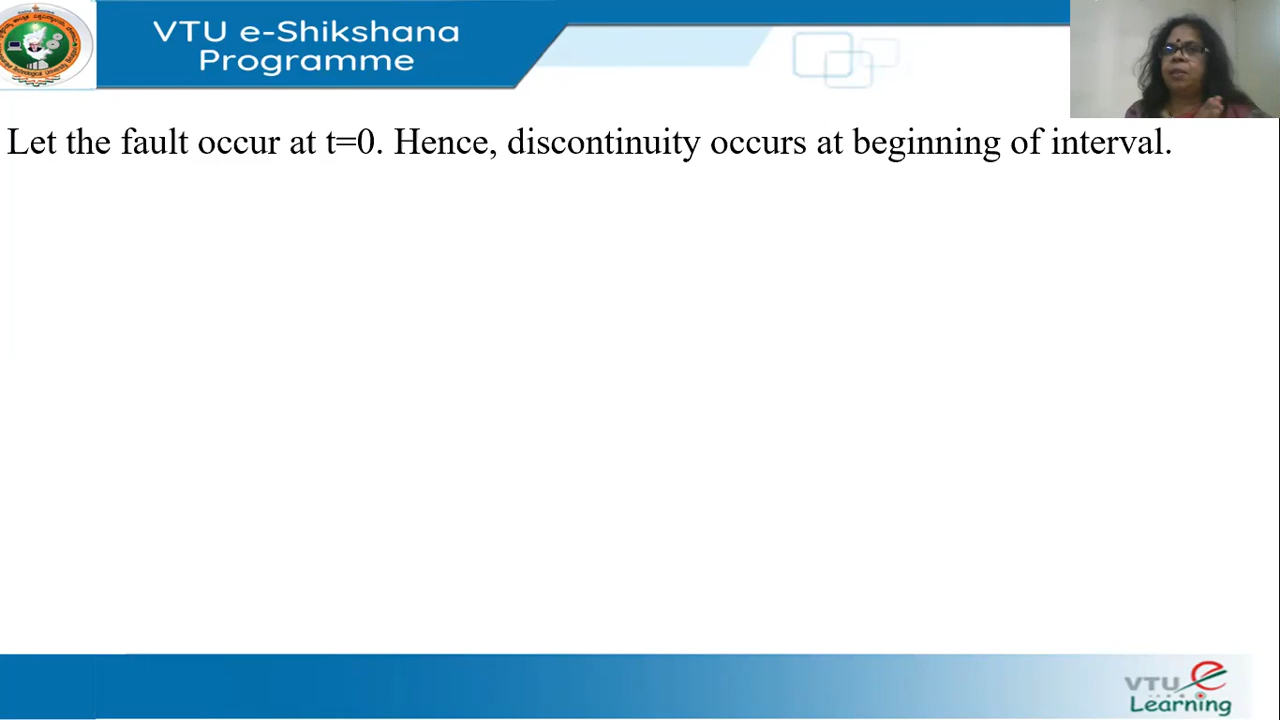 VTU e-Shikshana
Programme
Let the fault occur at t=0. Hence, discontinuity occurs at beginning of interval.
VTU e
Learning